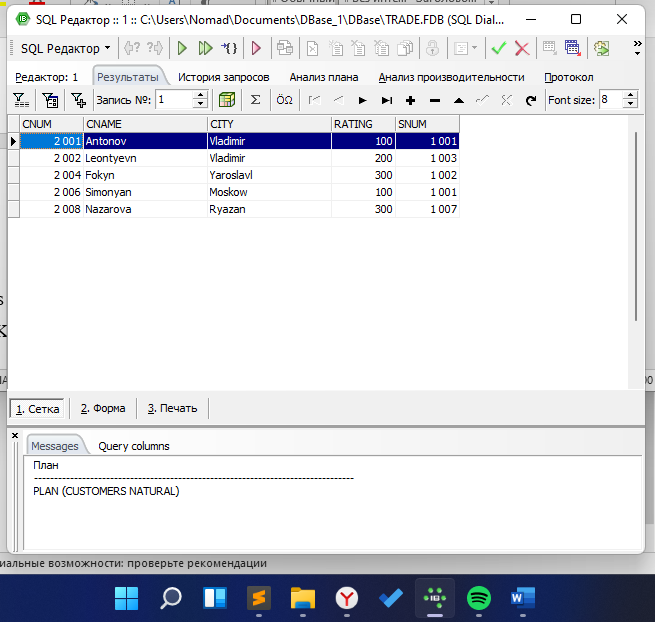 SQL Редактор :: 1 :: C:\Users\Nomad\Documents\DBase_1\DBase\TRADE.FDB (SQL Dial...
SQL Редактор
Редактор: 1 Результаты История запросов Анализ плана Анализ производительности Протокол
Запись №: 1 Σ ÖΩ Font size: 8
CNUM CNAME CITY RATING SNUM
2 001 Antonov Vladimir 100 1 001
2 002 Leontyevn Vladimir 200 1 003
2 004 Fokyn Yaroslavl 300 1 002
2 006 Simonyan Moskow 100 1 001
2 008 Nazarova Ryazan 300 1 007
1. Сетка 2. Форма 3. Печать
Messages Query columns
План
--------------------------------------------------------------------------------
PLAN (CUSTOMERS NATURAL)
иальные возможности: проверьте рекомендации